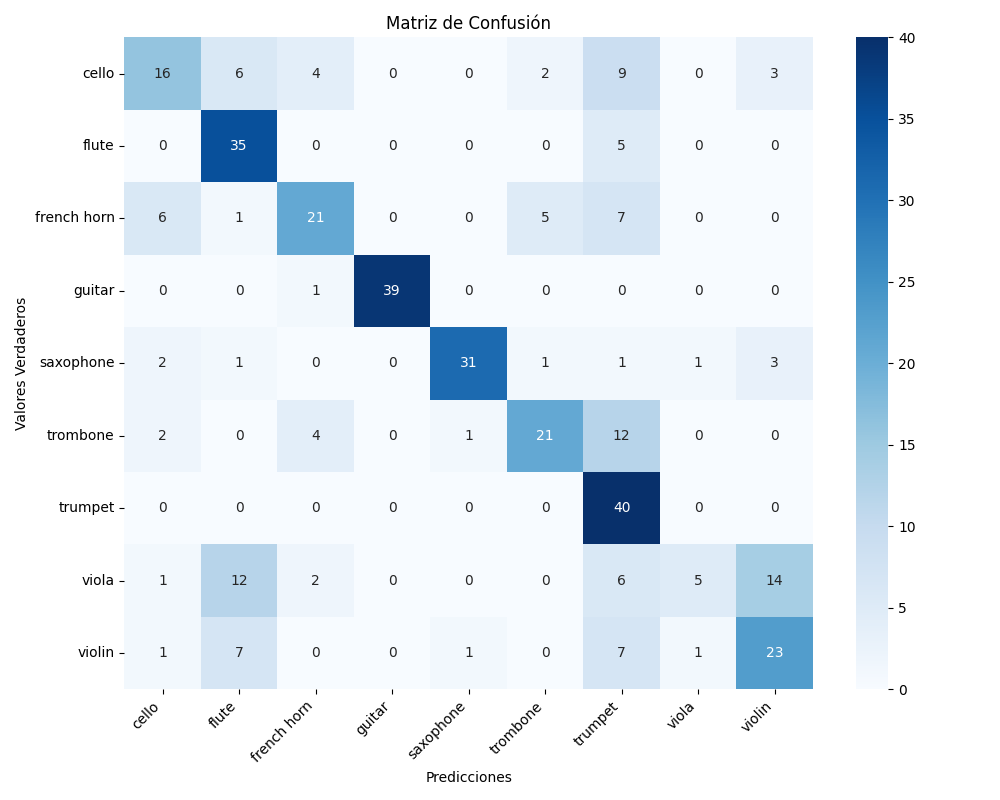 Matriz de Confusión
cello 16 6 4 0 0 2 9 0 3
flute 0 35 0 0 0 0 5 0 0
french horn 6 1 21 0 0 5 7 0 0
guitar 0 0 1 39 0 0 0 0 0
saxophone 2 1 0 0 31 1 1 1 3
trombone 2 0 4 0 1 21 12 0 0
trumpet 0 0 0 0 0 0 40 0 0
viola 1 12 2 0 0 0 6 5 14
violin 1 7 0 0 1 0 7 1 23
Valores Verdaderos
cello flute french horn guitar saxophone trombone trumpet viola violin
Predicciones
40
35
30
25
20
15
10
5
0